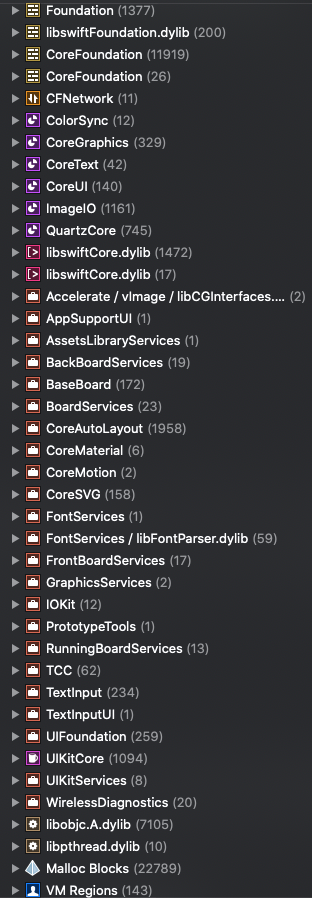 Foundation (1377)
libswiftFoundation.dylib (200)
CoreFoundation (11919)
CoreFoundation (26)
CFNetwork (11)
ColorSync (12)
CoreGraphics (329)
CoreText (42)
CoreUI (140)
ImageIO (1161)
QuartzCore (745)
libswiftCore.dylib (1472)
libswiftCore.dylib (17)
Accelerate / vImage / libCGInterfaces.... (2)
AppSupportUI (1)
AssetsLibraryServices (1)
BackBoardServices (19)
BaseBoard (172)
BoardServices (23)
CoreAutoLayout (1958)
CoreMaterial (6)
CoreMotion (2)
CoreSVG (158)
FontServices (1)
FontServices / libFontParser.dylib (59)
FrontBoardServices (17)
GraphicsServices (2)
IOKit (12)
PrototypeTools (1)
RunningBoardServices (13)
TCC (62)
TextInput (234)
TextInputUI (1)
UIFoundation (259)
UIKitCore (1094)
UIKitServices (8)
WirelessDiagnostics (20)
libobjc.A.dylib (7105)
libpthread.dylib (10)
Malloc Blocks (22789)
VM Regions (143)